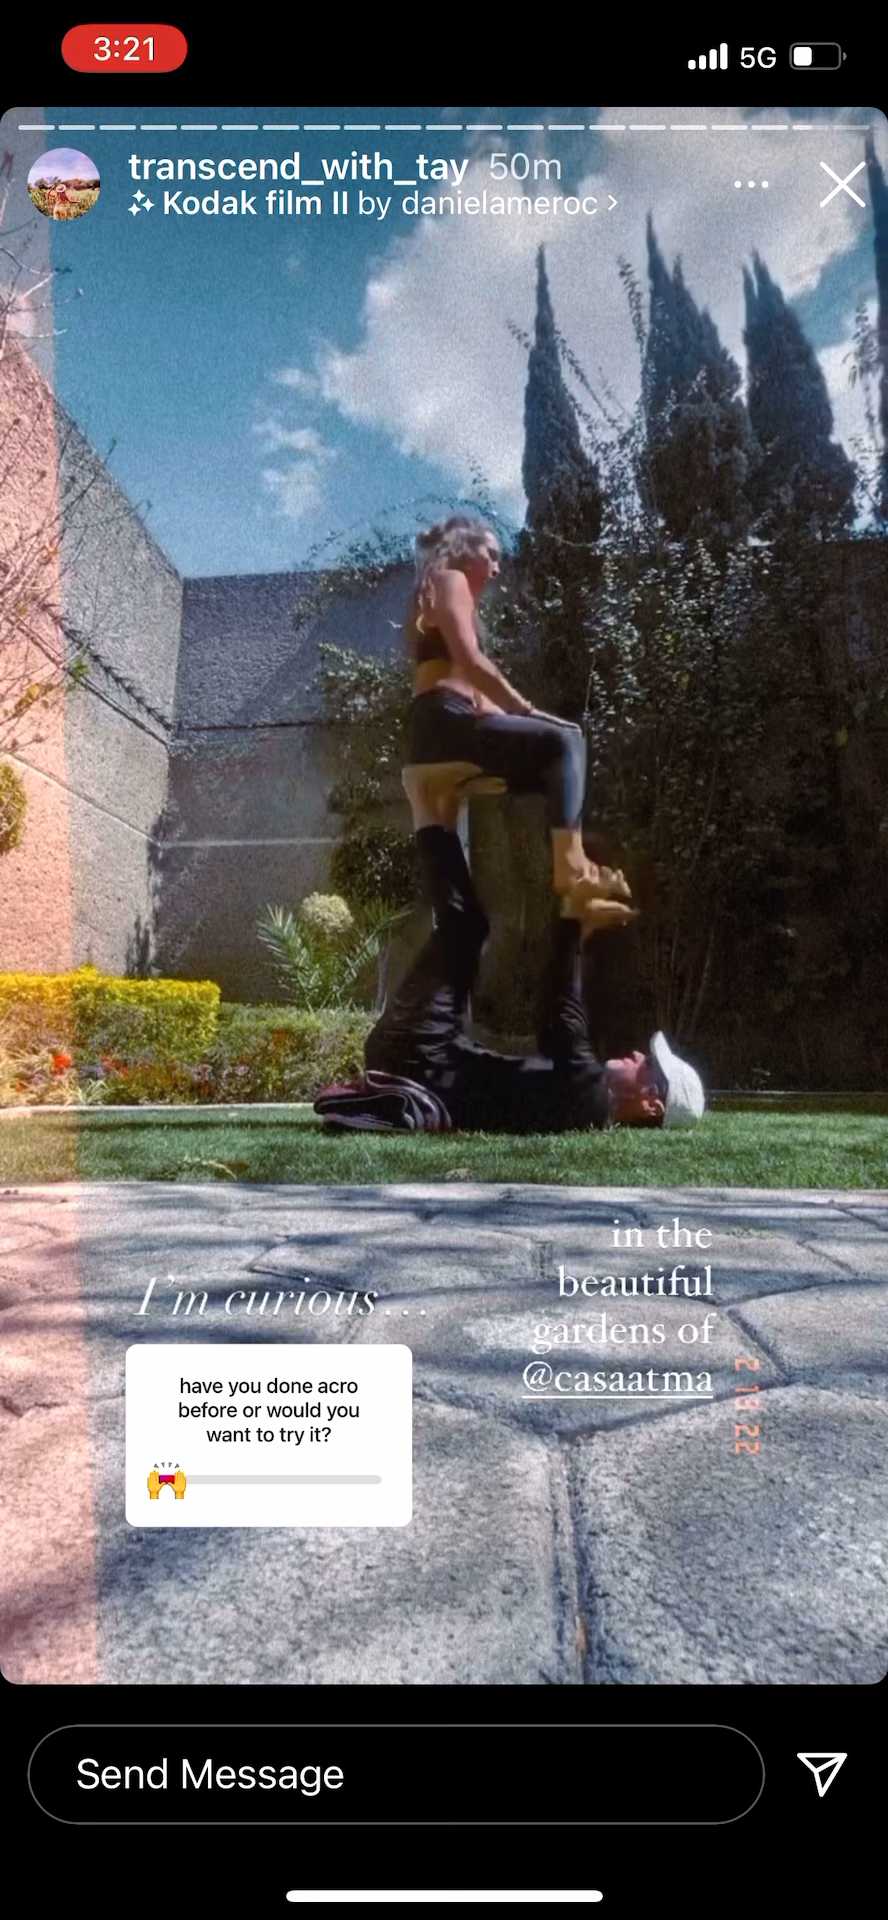 3:21
5G
transcend_with_tay 50m
Kodak film II by danielameroc >
in the
beautiful
gardens of
@casaatma
I'm curious...
have you done acro
before or would you
want to try it?
2 13 22
Send Message